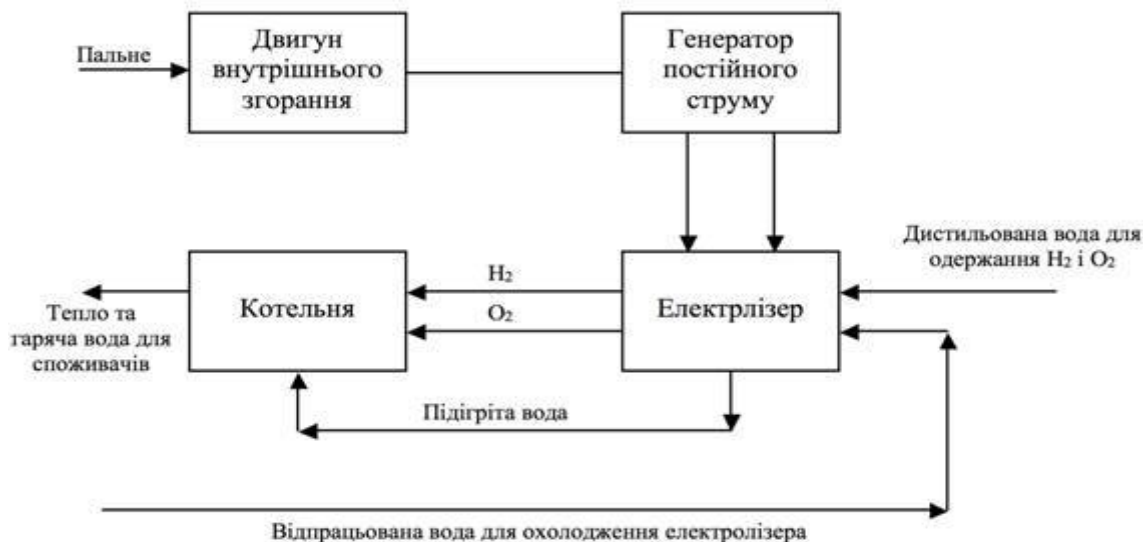 Пальне
Двигун
внутрішнього
згорання
Генератор
постійного
струму
Дистильована вода для
одержання H₂ і O₂
H₂
O₂
Котельня
Електрлізер
Тепло та
гаряча вода для
споживачів
Підігріта вода
Відпрацьована вода для охолодження електролізера